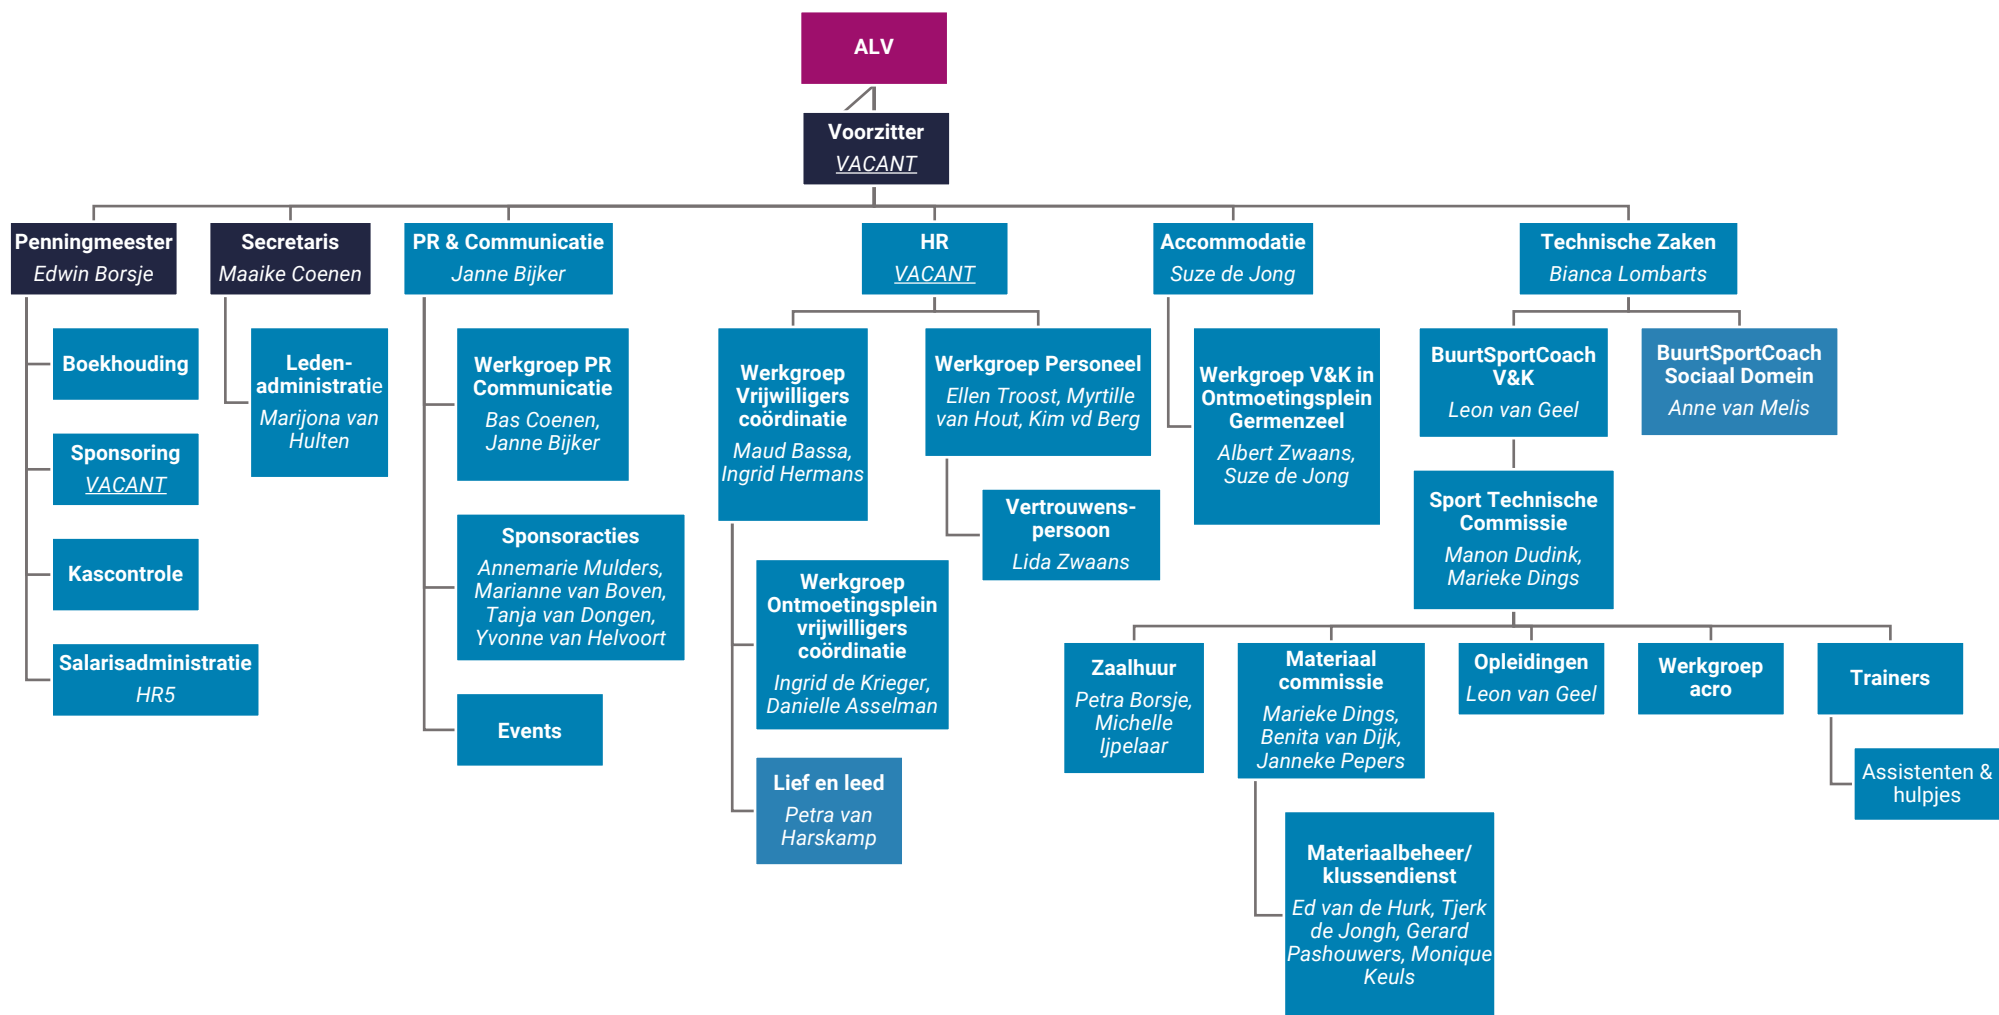 ALV
Voorzitter
VACANT
Penningmeester
Edwin Borsje
Secretaris
Maaike Coenen
PR & Communicatie
Janne Bijker
HR
VACANT
Accommodatie
Suze de Jong
Technische Zaken
Bianca Lombarts
Boekhouding
Sponsoring
VACANT
Kascontrole
Salarisadministratie
HR5
Leden-
administratie
Marijona van
Hulten
Werkgroep PR
Communicatie
Bas Coenen,
Janne Bijker
Sponsoracties
Annemarie Mulders,
Marianne van Boven,
Tanja van Dongen,
Yvonne van Helvoort
Events
Werkgroep
Vrijwilligers
coördinatie
Maud Bassa,
Ingrid Hermans
Werkgroep
Ontmoetingsplein
vrijwilligers
coördinatie
Ingrid de Krieger,
Danielle Asselman
Lief en leed
Petra van
Harskamp
Werkgroep Personeel
Ellen Troost, Myrtille
van Hout, Kim vd Berg
Vertrouwens-
persoon
Lida Zwaans
Werkgroep V&K in
Ontmoetingsplein
Germenzeel
Albert Zwaans,
Suze de Jong
BuurtSportCoach
V&K
Leon van Geel
BuurtSportCoach
Sociaal Domein
Anne van Melis
Sport Technische
Commissie
Manon Dudink,
Marieke Dings
Zaalhuur
Petra Borsje,
Michelle
Ijpelaar
Materiaal
commissie
Marieke Dings,
Benita van Dijk,
Janneke Pepers
Materiaalbeheer/
klussendienst
Ed van de Hurk, Tjerk
de Jongh, Gerard
Pashouwers, Monique
Keuls
Opleidingen
Leon van Geel
Werkgroep
acro
Trainers
Assistenten &
hulpjes